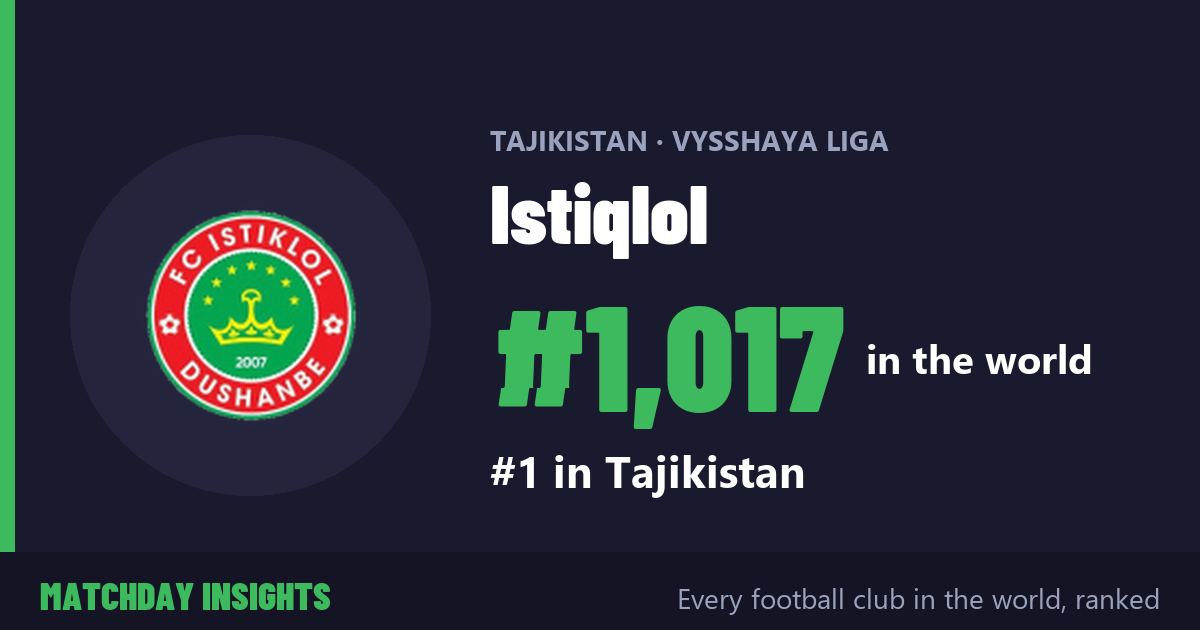 TAJIKISTAN · VYSSHAYA LIGA
Istiqlol
FC ISTIKLOL
2007
DUSHANBE
#1,017 in the world
#1 in Tajikistan
MATCHDAY INSIGHTS
Every football club in the world, ranked